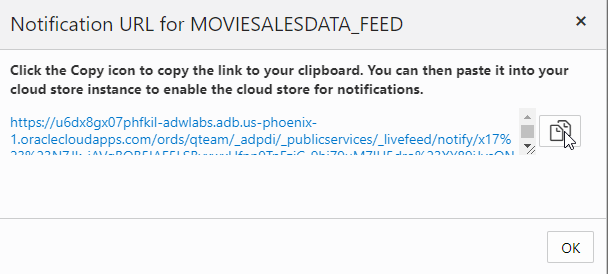 Notification URL for MOVIESALESDATA_FEED
Click the Copy icon to copy the link to your clipboard. You can then paste it into your
cloud store instance to enable the cloud store for notifications.
https://u6dx8gx07phfkil-adwlabs.adb.us-phoenix-
1.oraclecloudapps.com/ords/qteam/_adpdi/_publicservices/_livefeed/notify/x17%
OK